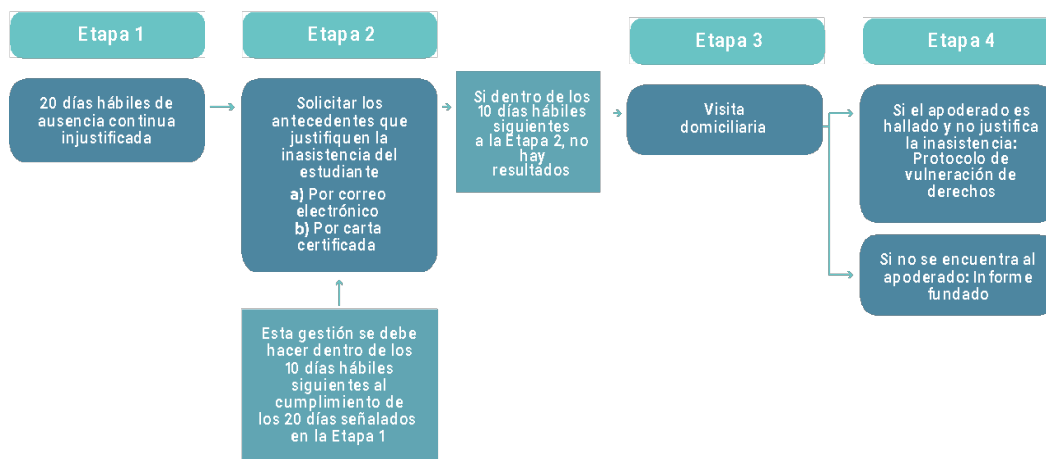 Etapa 1
20 días hábiles de
ausencia continua
injustificada
Etapa 2
Solicitar los
antecedentes que
justifiquen la
inasistencia del
estudiante
a) Por correo
electrónico
b) Por carta
certificada
Esta gestión se debe
hacer dentro de los
10 días hábiles
siguientes al
cumplimiento de
los 20 días señalados
en la Etapa 1
Si dentro de los
10 días hábiles
siguientes
a la Etapa 2, no
hay
resultados
Etapa 3
Visita
domiciliaria
Etapa 4
Si el apoderado es
hallado y no justifica
la inasistencia:
Protocolo de
vulneración de
derechos
Si no se encuentra al
apoderado: Informe
fundado